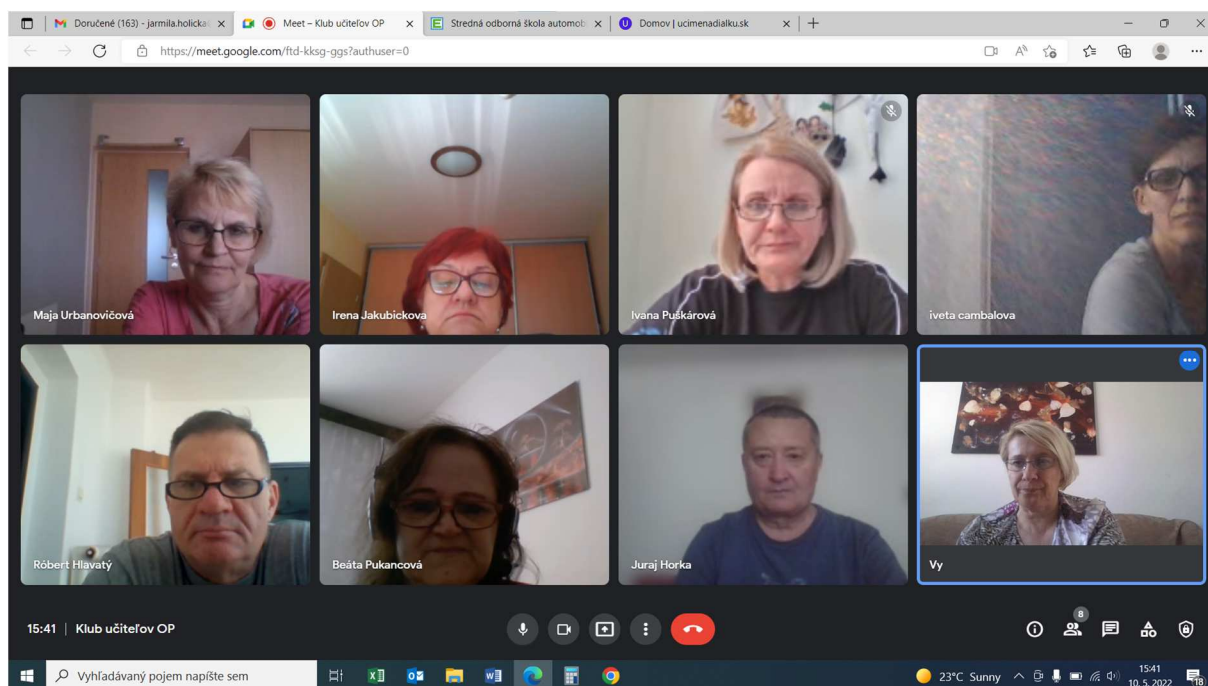 Doručené (163) - jarmila.holicka
Meet – Klub učiteľov OP
Stredná odborná škola automob
Domov | ucimenadialku.sk
https://meet.google.com/ftd-kksg-ggs?authuser=0
Maja Urbanovičová
Irena Jakubickova
Ivana Puškárová
iveta cambalova
Róbert Hlavatý
Beáta Pukancová
Juraj Horka
Vy
15:41 | Klub učiteľov OP
8
Vyhľadávaný pojem napíšte sem
23°C Sunny
15:41
10. 5. 2022
18